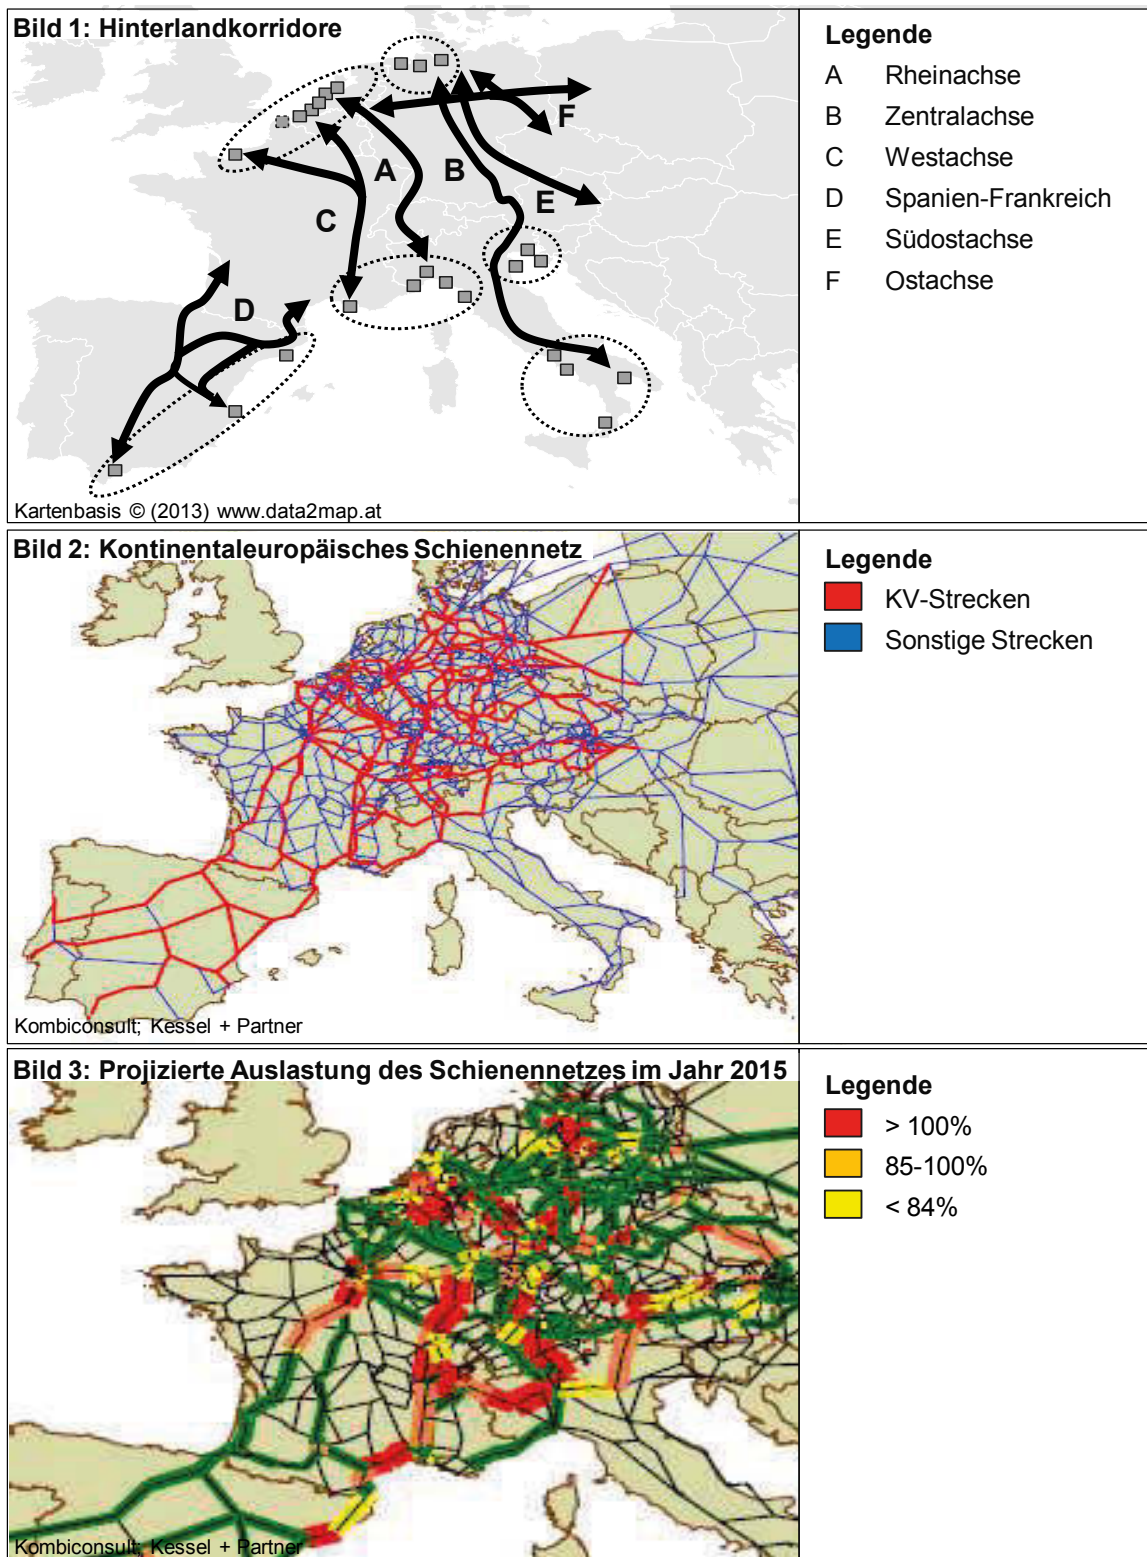 Bild 1: Hinterlandkorridore
A
B
C
D
E
F
Kartenbasis © (2013) www.data2map.at
Legende
A Rheinachse
B Zentralachse
C Westachse
D Spanien-Frankreich
E Südostachse
F Ostachse
Bild 2: Kontinentaleuropäisches Schienennetz
Kombiconsult; Kessel + Partner
Legende
KV-Strecken
Sonstige Strecken
Bild 3: Projizierte Auslastung des Schienennetzes im Jahr 2015
Kombiconsult; Kessel + Partner
Legende
> 100%
85-100%
< 84%